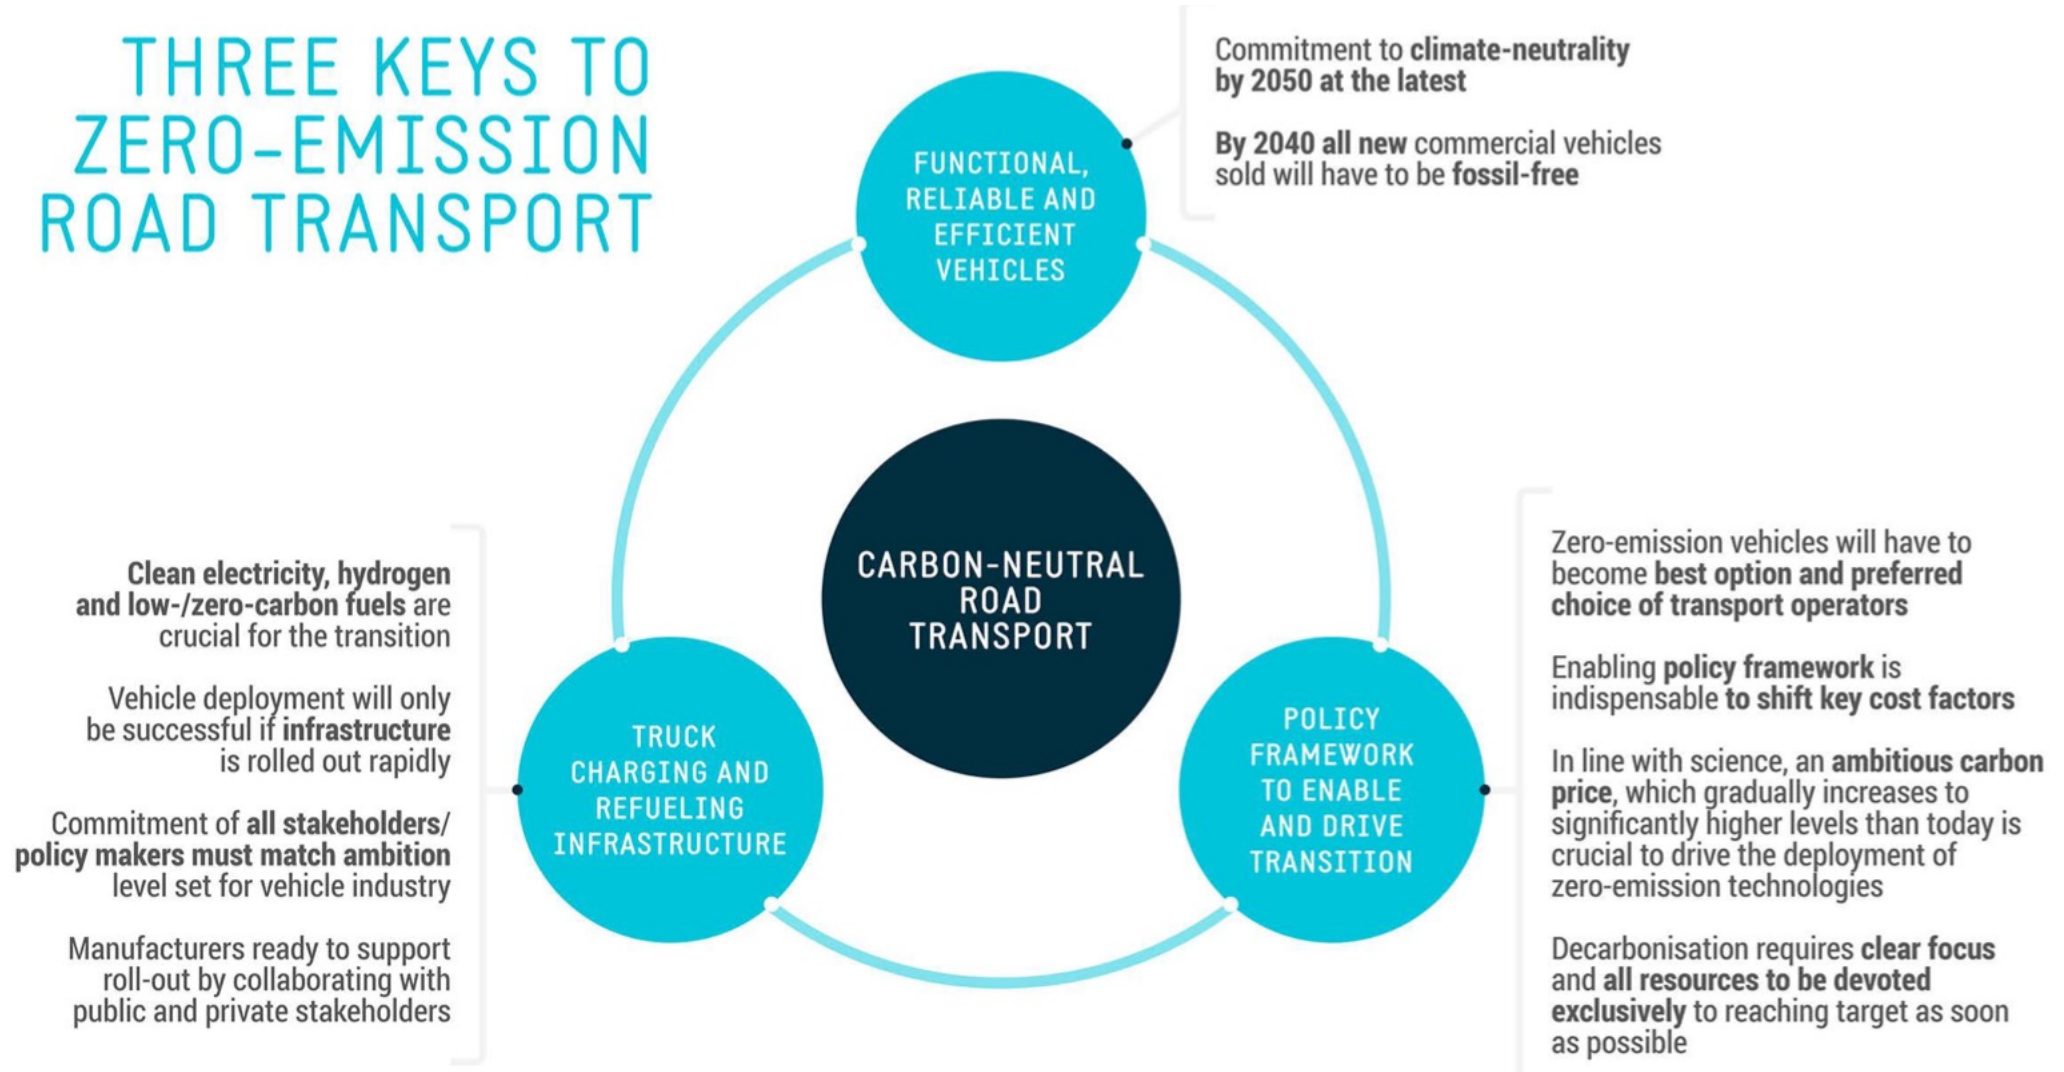 THREE KEYS TO
ZERO-EMISSION
ROAD TRANSPORT
Commitment to climate-neutrality
by 2050 at the latest
By 2040 all new commercial vehicles
sold will have to be fossil-free
FUNCTIONAL,
RELIABLE AND
EFFICIENT
VEHICLES
CARBON-NEUTRAL
ROAD
TRANSPORT
Clean electricity, hydrogen
and low-/zero-carbon fuels are
crucial for the transition
Vehicle deployment will only
be successful if infrastructure
is rolled out rapidly
Commitment of all stakeholders/
policy makers must match ambition
level set for vehicle industry
Manufacturers ready to support
roll-out by collaborating with
public and private stakeholders
TRUCK
CHARGING AND
REFUELING
INFRASTRUCTURE
POLICY
FRAMEWORK
TO ENABLE
AND DRIVE
TRANSITION
Zero-emission vehicles will have to
become best option and preferred
choice of transport operators
Enabling policy framework is
indispensable to shift key cost factors
In line with science, an ambitious carbon
price, which gradually increases to
significantly higher levels than today is
crucial to drive the deployment of
zero-emission technologies
Decarbonisation requires clear focus
and all resources to be devoted
exclusively to reaching target as soon
as possible